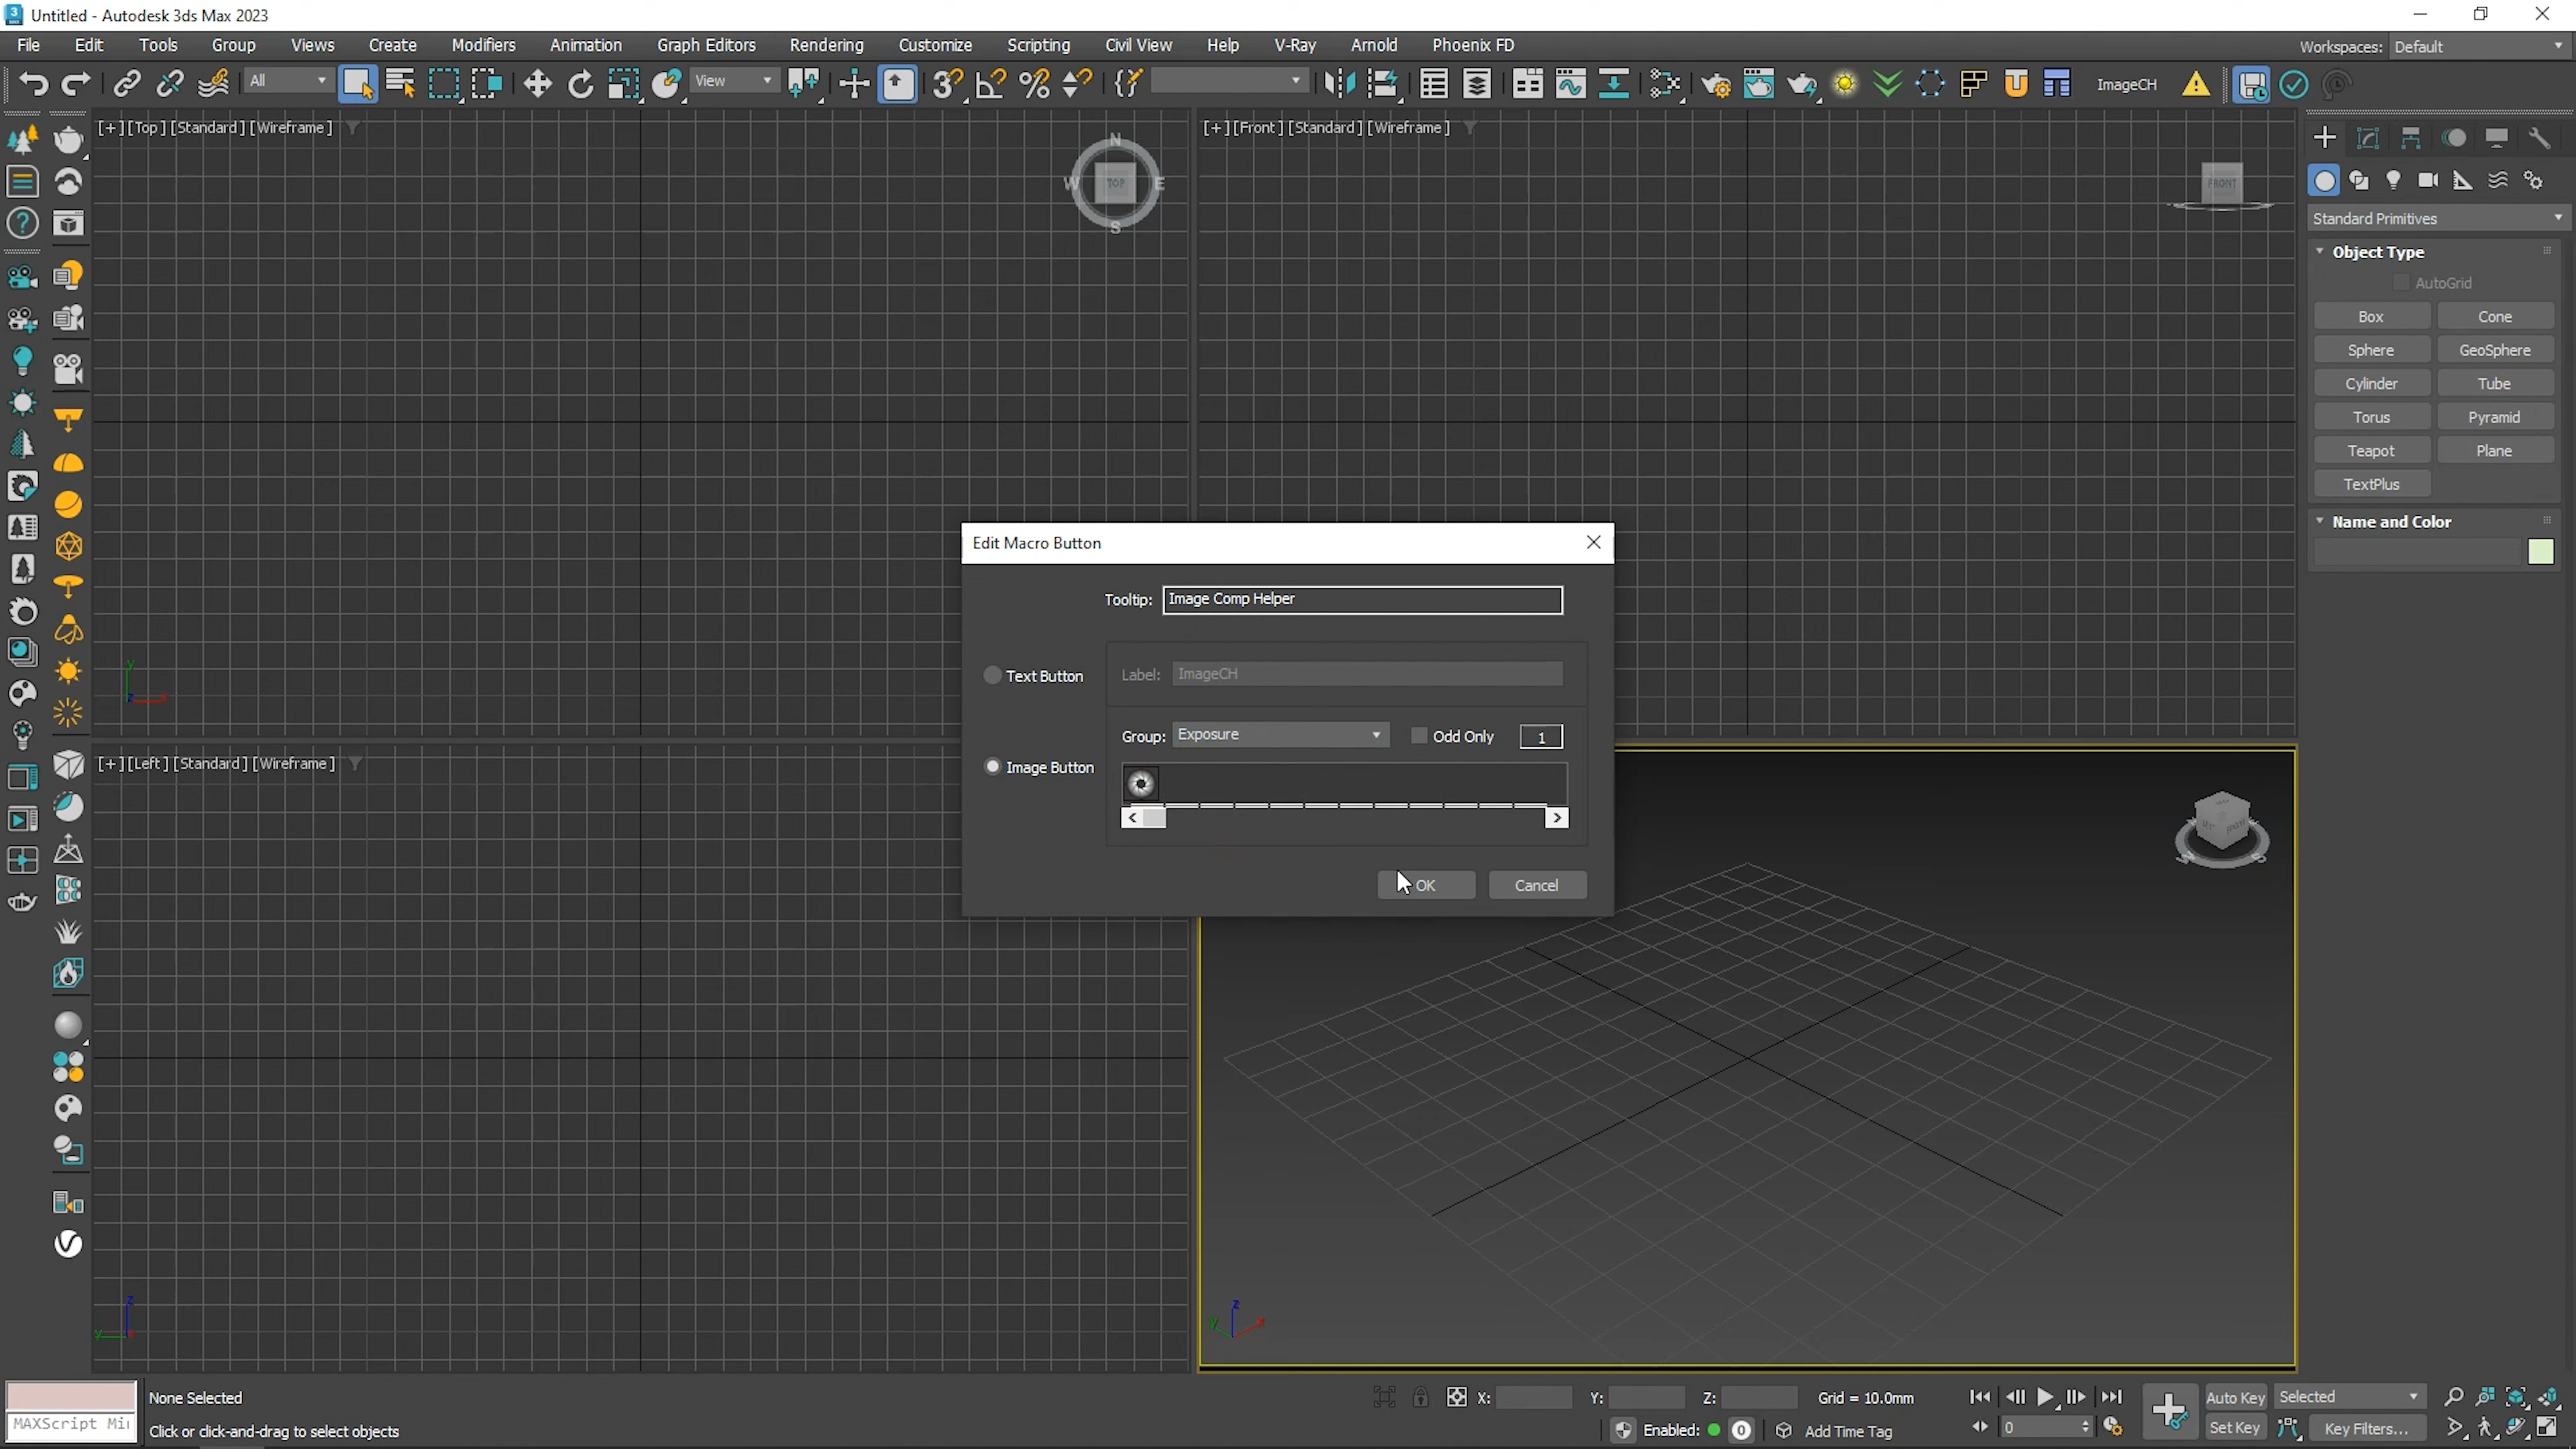 Untitled - Autodesk 3ds Max 2023
File Edit Tools Group Views Create Modifiers Animation Graph Editors Rendering Customize Scripting Civil View Help V-Ray Arnold Phoenix FD Workspaces: Default
All View ImageCH
[+] [Top] [Standard] [Wireframe]
N
W TOP E
S
[+] [Front] [Standard] [Wireframe]
FRONT
Standard Primitives
Object Type
AutoGrid
Box Cone
Sphere GeoSphere
Cylinder Tube
Torus Pyramid
Teapot Plane
TextPlus
Name and Color
Edit Macro Button
Tooltip: Image Comp Helper
Text Button Label: ImageCH
Group: Exposure Odd Only 1
Image Button
OK Cancel
y
z x
[+] [Left] [Standard] [Wireframe]
z
y
z
y x
None Selected X: Y: Z: Grid = 10.0mm Auto Key Selected
MAXScript Mi Click or click-and-drag to select objects Enabled: 0 Add Time Tag 0 Set Key Key Filters...